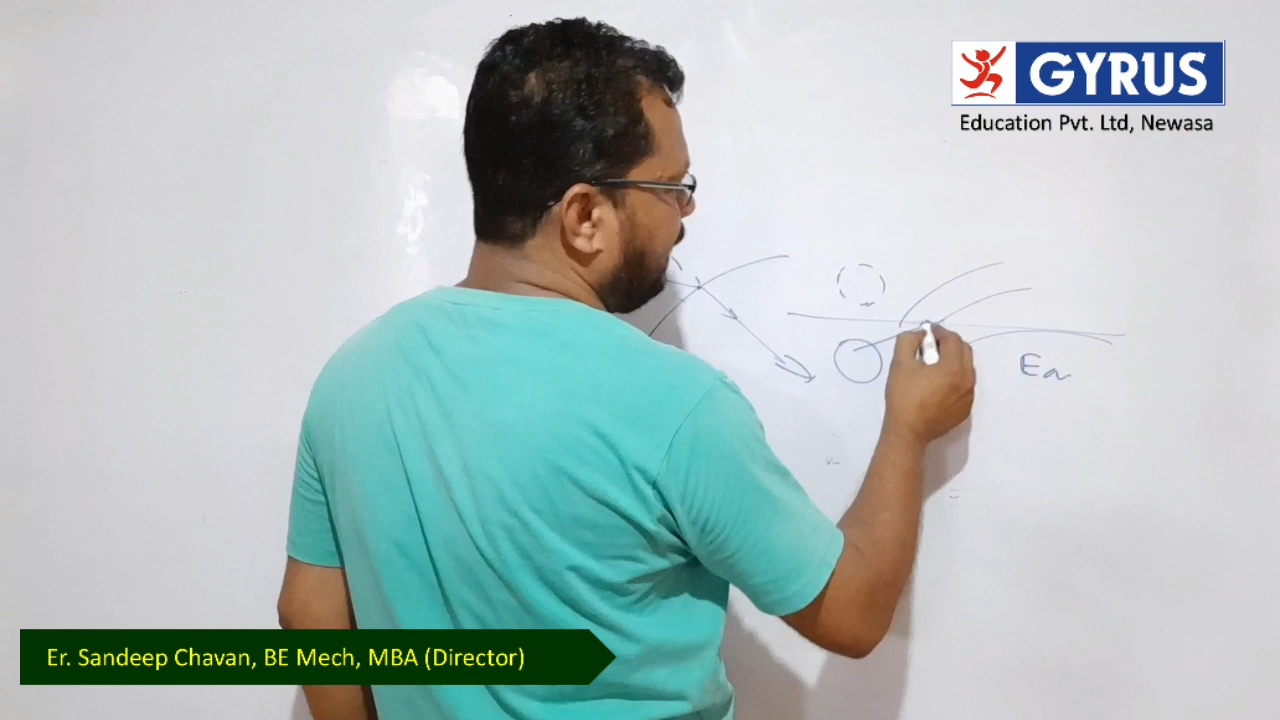 GYRUS
Education Pvt. Ltd, Newasa
Er. Sandeep Chavan, BE Mech, MBA (Director)